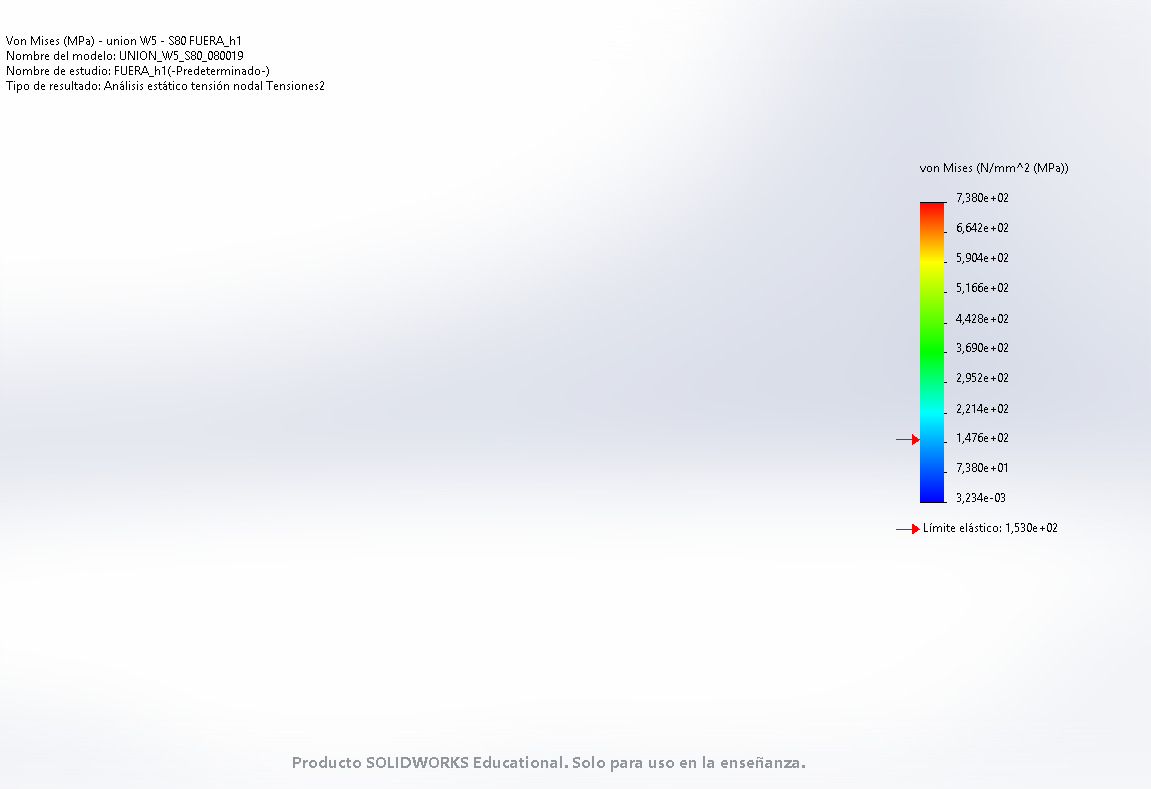 Von Mises (MPa) - union W5 - S80 FUERA_h1
Nombre del modelo: UNION_W5_S80_080019
Nombre de estudio: FUERA_h1(-Predeterminado-)
Tipo de resultado: Análisis estático tensión nodal Tensiones2
von Mises (N/mm^2 (MPa))
7,380e+02
6,642e+02
5,904e+02
5,166e+02
4,428e+02
3,690e+02
2,952e+02
2,214e+02
1,476e+02
7,380e+01
3,234e-03
Límite elástico: 1,530e+02
Producto SOLIDWORKS Educational. Solo para uso en la enseñanza.